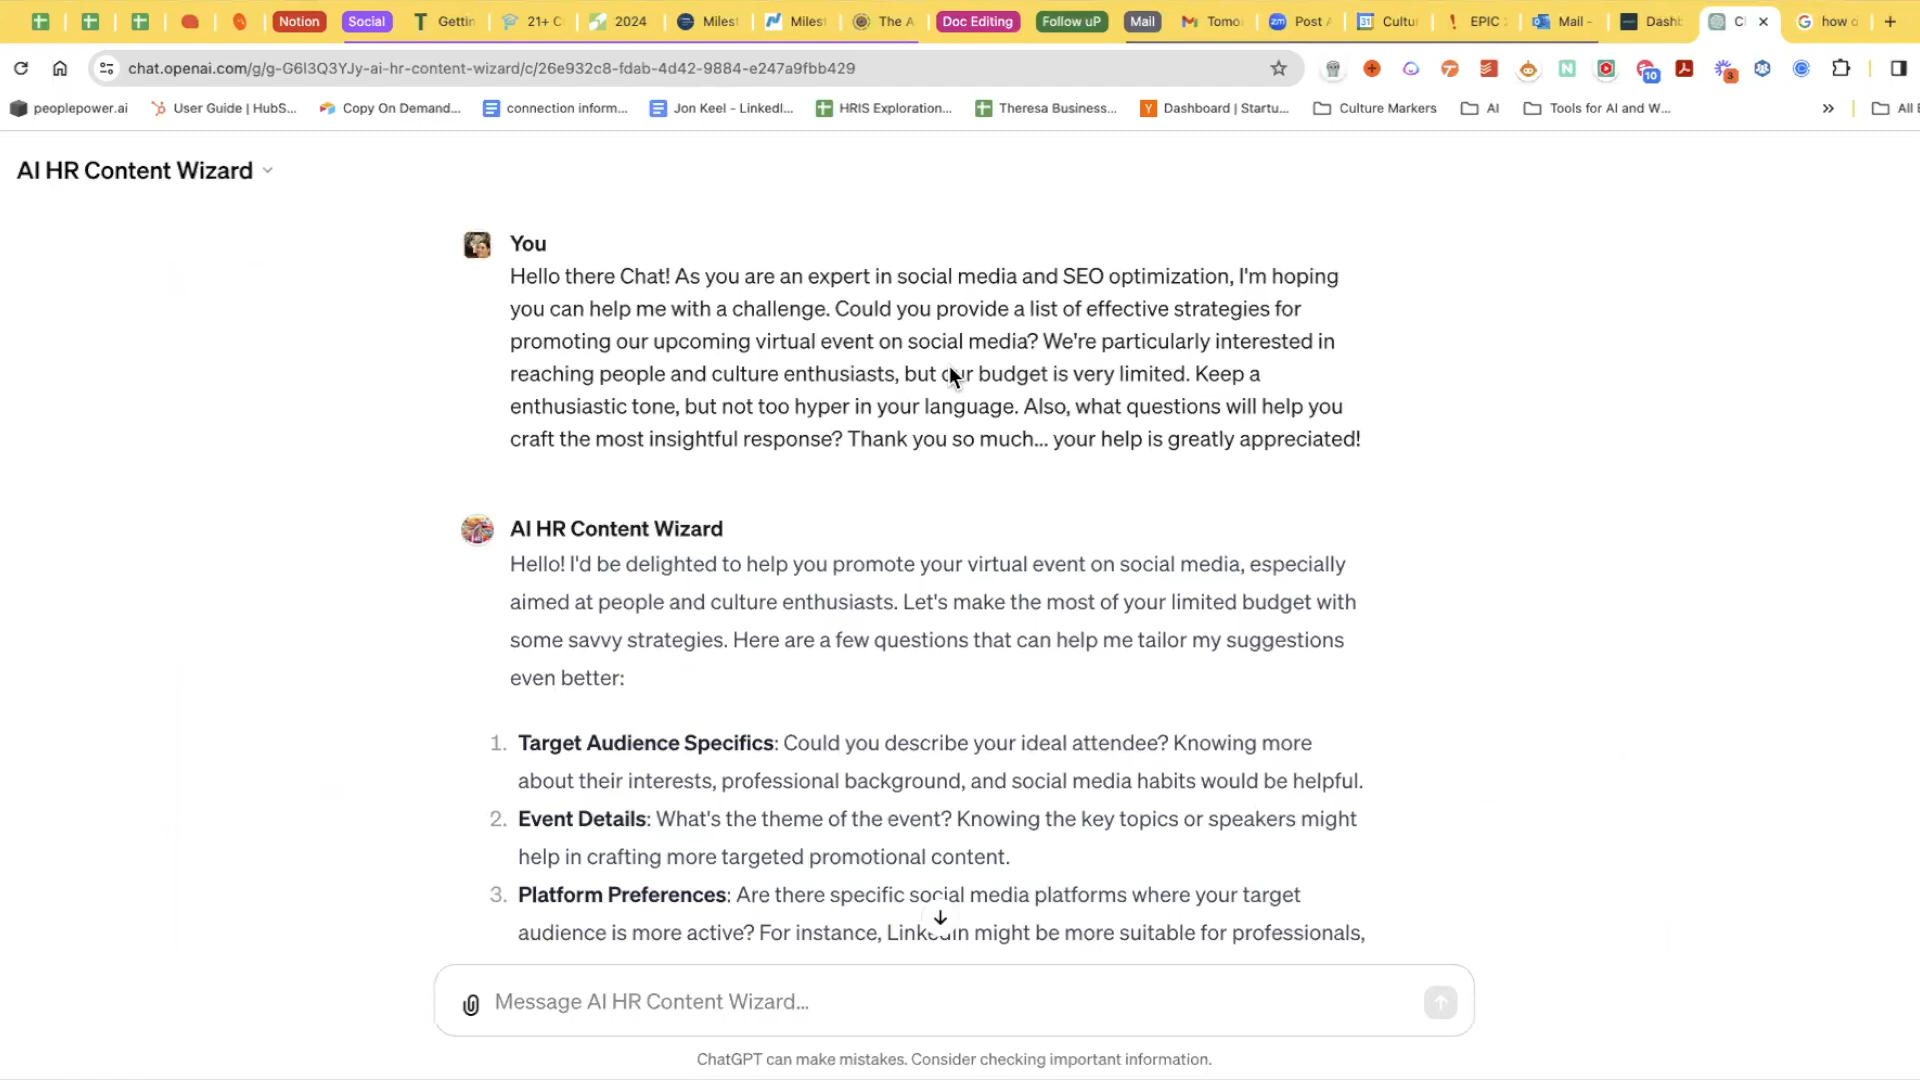 Notion
Social
Gettin
21+ C
2024
Milest
Milest
The A
Doc Editing
Follow uP
Mail
Tomo
Post
Cultu
EPIC
Mail -
Dashb
how
chat.openai.com/g/g-G6l3Q3YJy-ai-hr-content-wizard/c/26e932c8-fdab-4d42-9884-e247a9fbb429
10
3
peoplepower.ai
User Guide | HubS...
Copy On Demand...
connection inform...
Jon Keel - LinkedI...
HRIS Exploration...
Theresa Business...
Dashboard | Startu...
Culture Markers
AI
Tools for AI and W...
All
AI HR Content Wizard
You
Hello there Chat! As you are an expert in social media and SEO optimization, I'm hoping
you can help me with a challenge. Could you provide a list of effective strategies for
promoting our upcoming virtual event on social media? We're particularly interested in
reaching people and culture enthusiasts, but our budget is very limited. Keep a
enthusiastic tone, but not too hyper in your language. Also, what questions will help you
craft the most insightful response? Thank you so much... your help is greatly appreciated!
AI HR Content Wizard
Hello! I'd be delighted to help you promote your virtual event on social media, especially
aimed at people and culture enthusiasts. Let's make the most of your limited budget with
some savvy strategies. Here are a few questions that can help me tailor my suggestions
even better:
1. Target Audience Specifics: Could you describe your ideal attendee? Knowing more
about their interests, professional background, and social media habits would be helpful.
2. Event Details: What's the theme of the event? Knowing the key topics or speakers might
help in crafting more targeted promotional content.
3. Platform Preferences: Are there specific social media platforms where your target
audience is more active? For instance, LinkedIn might be more suitable for professionals,
Message AI HR Content Wizard...
ChatGPT can make mistakes. Consider checking important information.